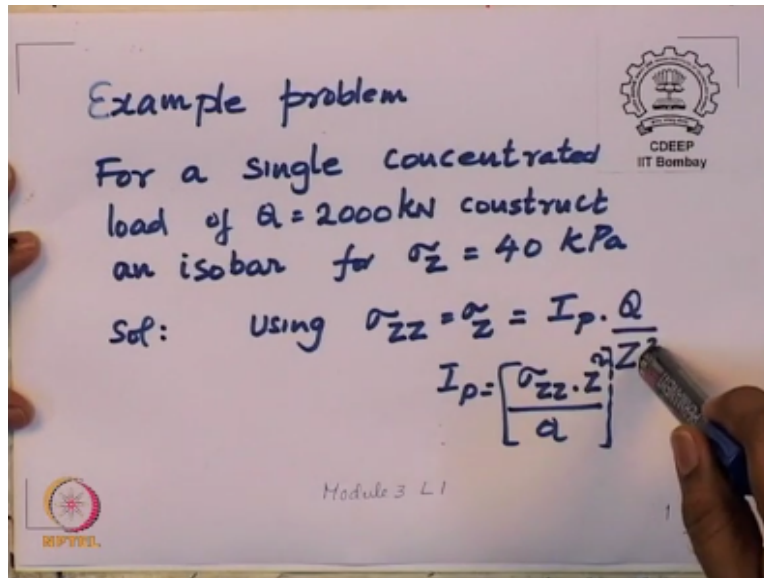 Example problem
CDEEP
IIT Bombay
For a single concentrated
load of Q = 2000 kN construct
an isobar for σz = 40 kPa
Sol: Using σzz = σz = Ip. Q/Z²
Ip = [σzz . z²/Q]
Module 3 L1
1
NPTEL